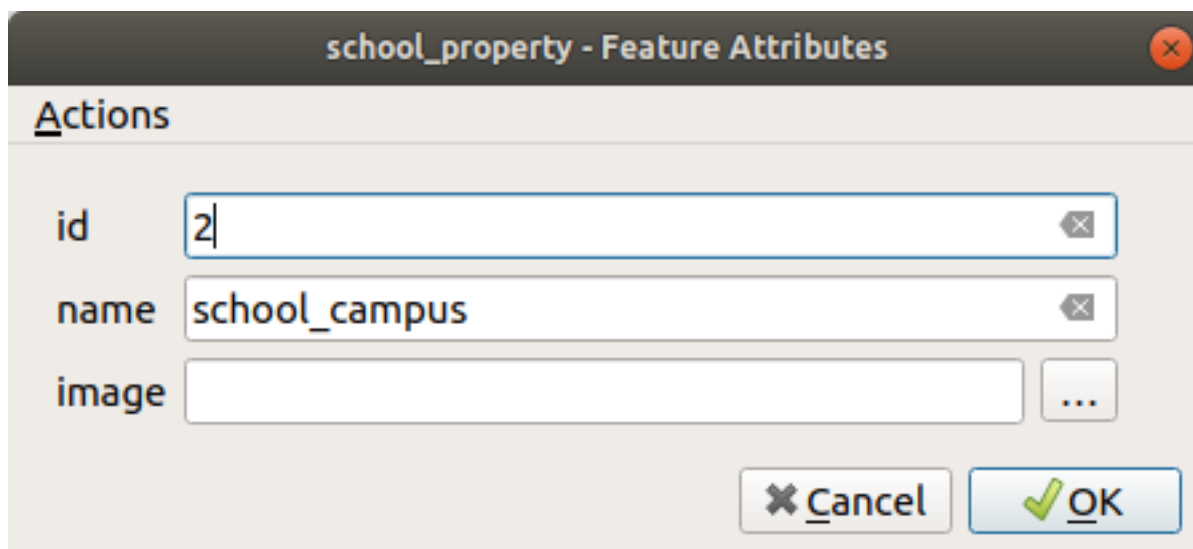 school_property - Feature Attributes
Actions
id 2
name school_campus
image ...
Cancel OK